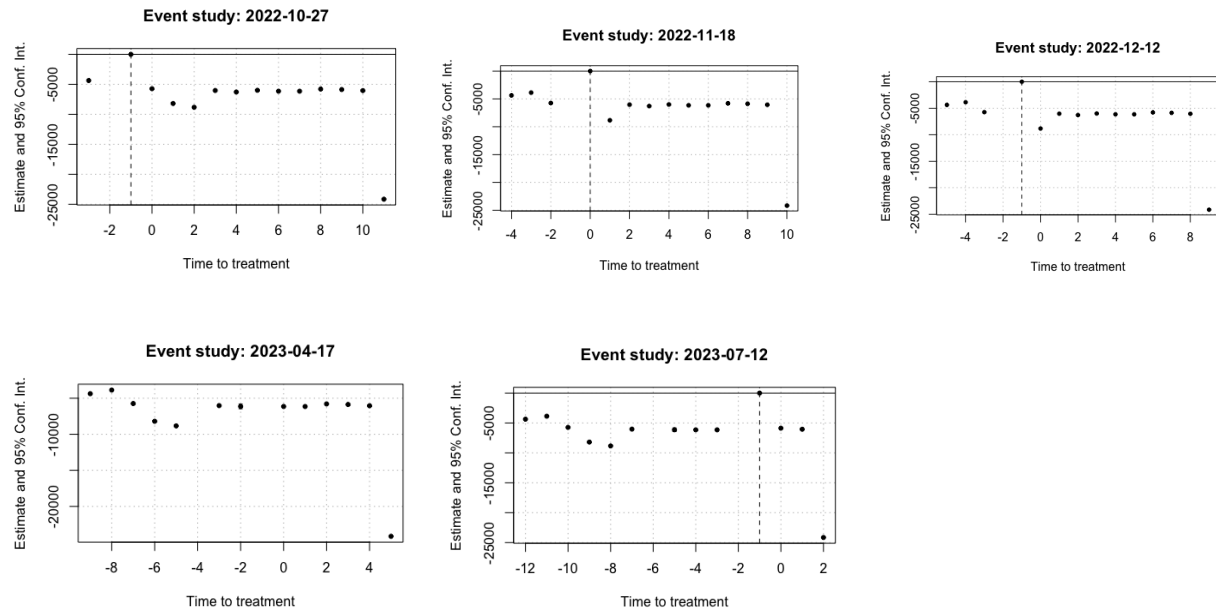 Event study: 2022-10-27
Estimate and 95% Conf. Int.
-5000
-15000
-25000
-2 0 2 4 6 8 10
Time to treatment
Event study: 2022-11-18
Estimate and 95% Conf. Int.
-5000
-15000
-25000
-4 -2 0 2 4 6 8 10
Time to treatment
Event study: 2022-12-12
Estimate and 95% Conf. Int.
-5000
-15000
-25000
-4 -2 0 2 4 6 8
Time to treatment
Event study: 2023-04-17
Estimate and 95% Conf. Int.
-10000
-20000
-8 -6 -4 -2 0 2 4
Time to treatment
Event study: 2023-07-12
Estimate and 95% Conf. Int.
-5000
-15000
-25000
-12 -10 -8 -6 -4 -2 0 2
Time to treatment